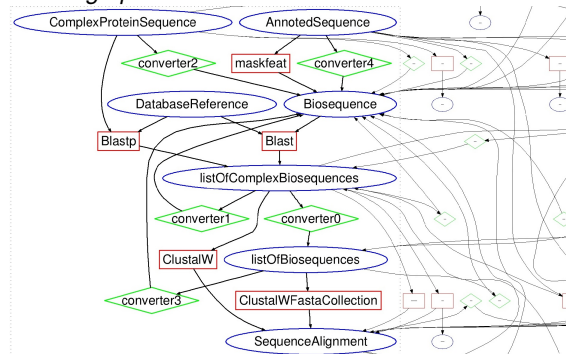 ComplexProteinSequence AnnotedSequence
converter2 maskfeat converter4
DatabaseReference Biosequence
Blastp Blast
listOfComplexBiosequences
converter1 converter0
ClustalW listOfBiosequences
converter3 ClustalWFastaCollection
SequenceAlignment